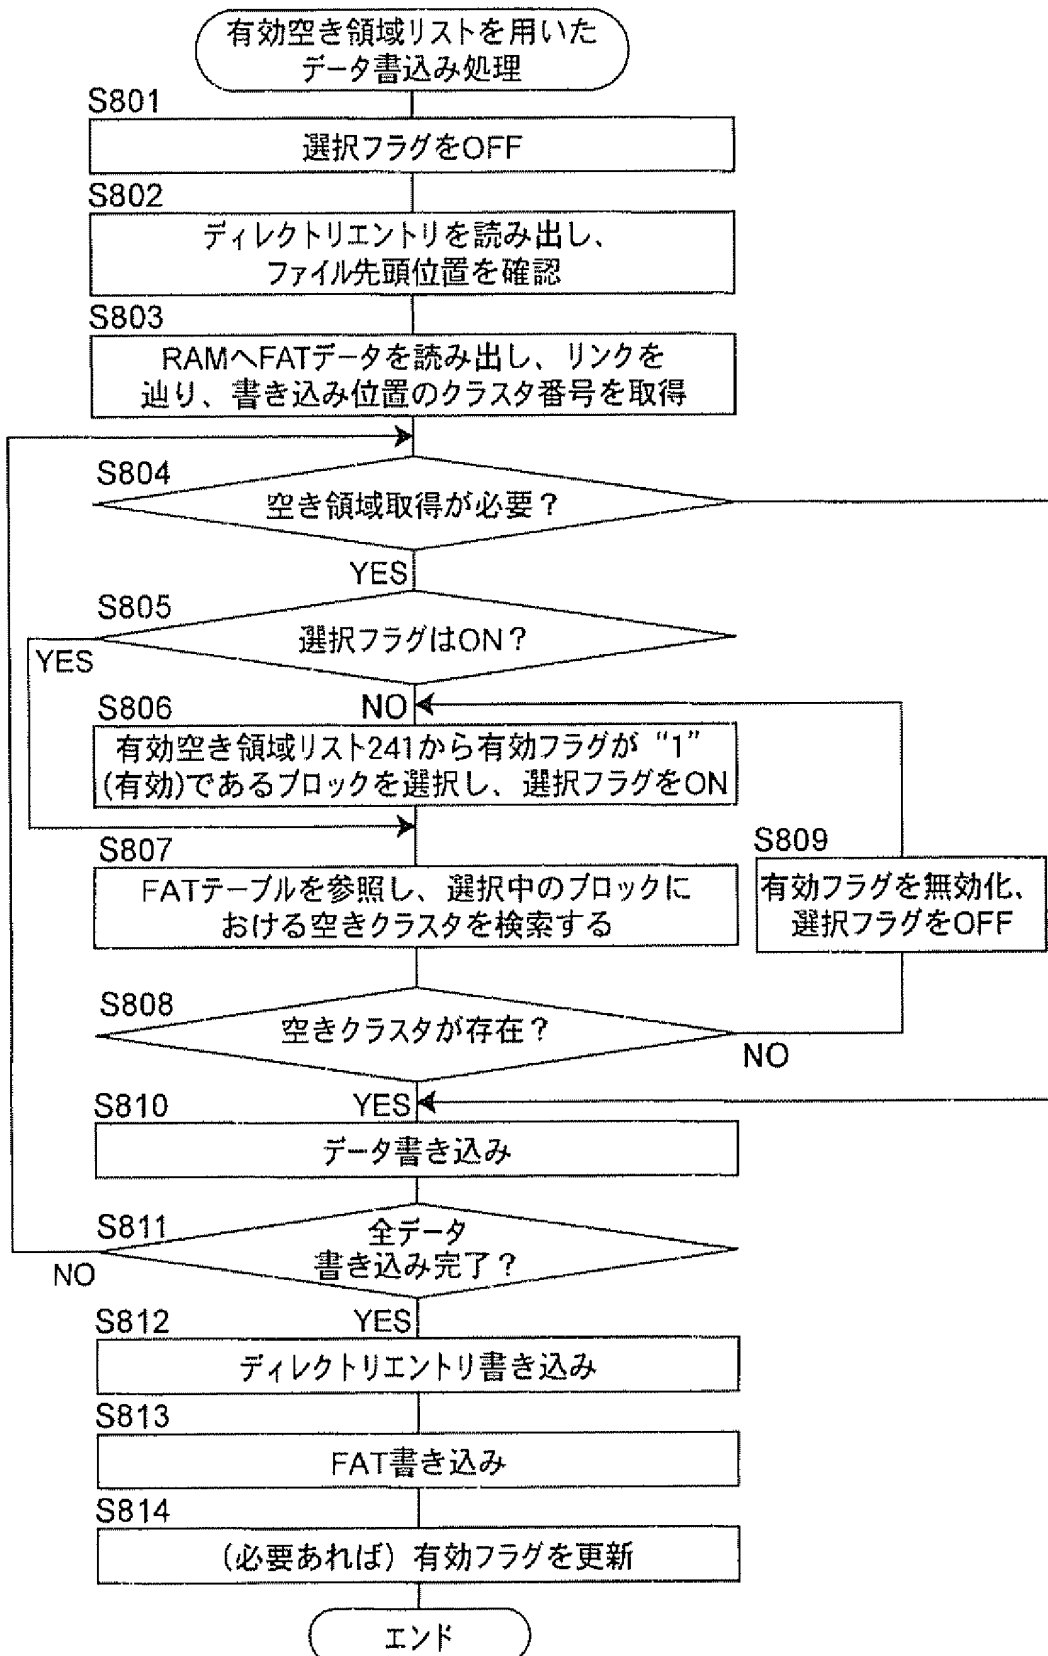 有効空き領域リストを用いた
データ書込み処理
S801
選択フラグをOFF
S802
ディレクトリエントリを読み出し、
ファイル先頭位置を確認
S803
RAMへFATデータを読み出し、リンクを
辿り、書き込み位置のクラスタ番号を取得
S804
空き領域取得が必要？
YES
S805
選択フラグはON？
YES
NO
S806
有効空き領域リスト241から有効フラグが“1”
(有効)であるブロックを選択し、選択フラグをON
S807
FATテーブルを参照し、選択中のブロックに
おける空きクラスタを検索する
S809
有効フラグを無効化、
選択フラグをOFF
S808
空きクラスタが存在？
NO
YES
S810
データ書き込み
S811
全データ
書き込み完了？
NO
YES
S812
ディレクトリエントリ書き込み
S813
FAT書き込み
S814
（必要あれば）有効フラグを更新
エンド